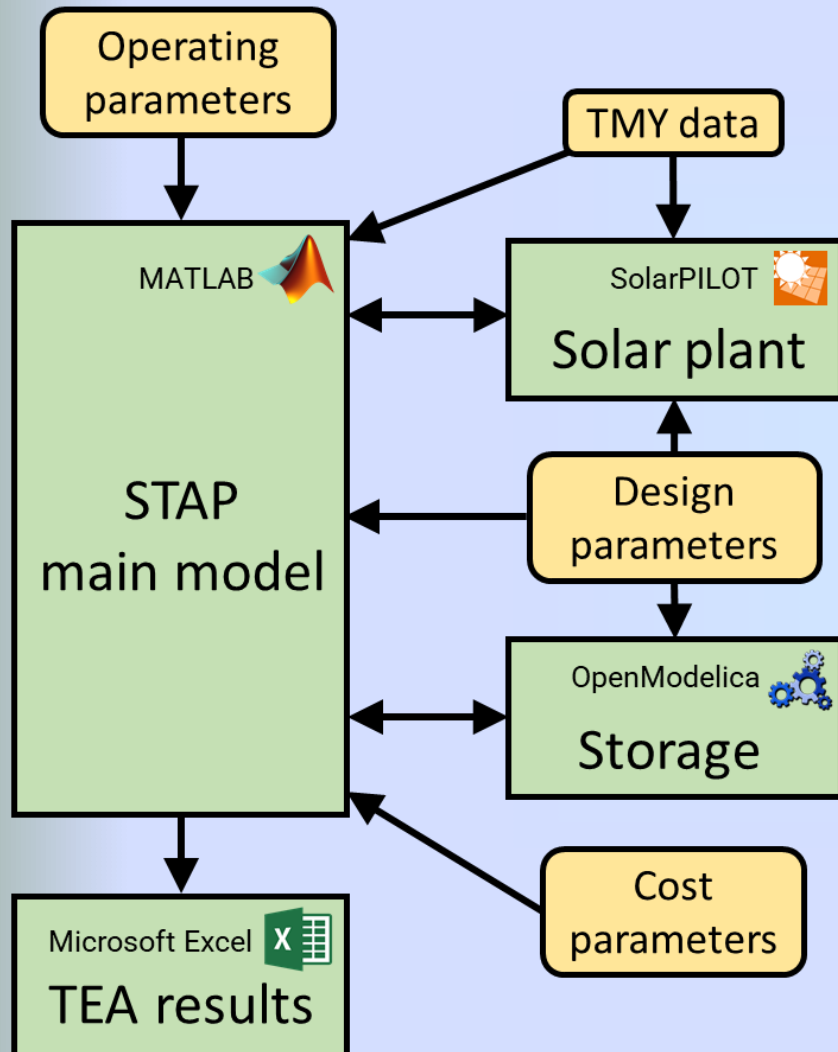 Operating
parameters
TMY data
MATLAB
SolarPILOT
Solar plant
STAP
main model
Design
parameters
OpenModelica
Storage
Cost
parameters
Microsoft Excel
X
TEA results